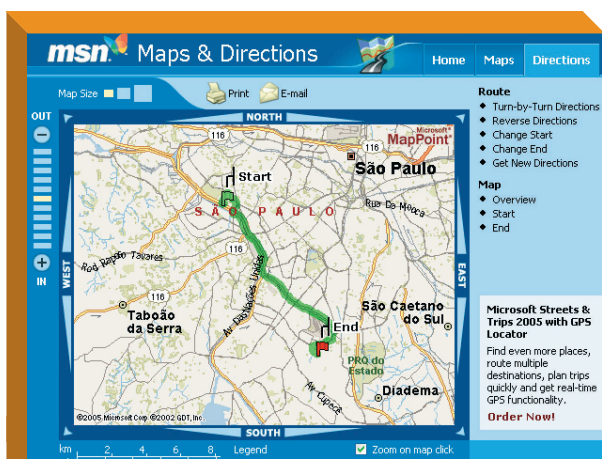 msn Maps & Directions
Home Maps Directions
Map Size Print E-mail
OUT
IN
NORTH
WEST
EAST
SOUTH
116
116
116
116
Microsoft®
MapPoint®
São Paulo
Start
SÃO PAULO
Rua Da Mooca
Rod Raposo Tavares
Av Das Nações Unidas
Taboão
da Serra
São Caetano
do Sul
End
PRQ do
Estado
Diadema
Av Cupecê
©2005 Microsoft Corp ©2002 GDT, Inc
km 2, 4, 6, 8, Legend Zoom on map click
Route
Turn-by-Turn Directions
Reverse Directions
Change Start
Change End
Get New Directions
Map
Overview
Start
End
Microsoft Streets &
Trips 2005 with GPS
Locator
Find even more places,
route multiple
destinations, plan trips
quickly and get real-time
GPS functionality.
Order Now!